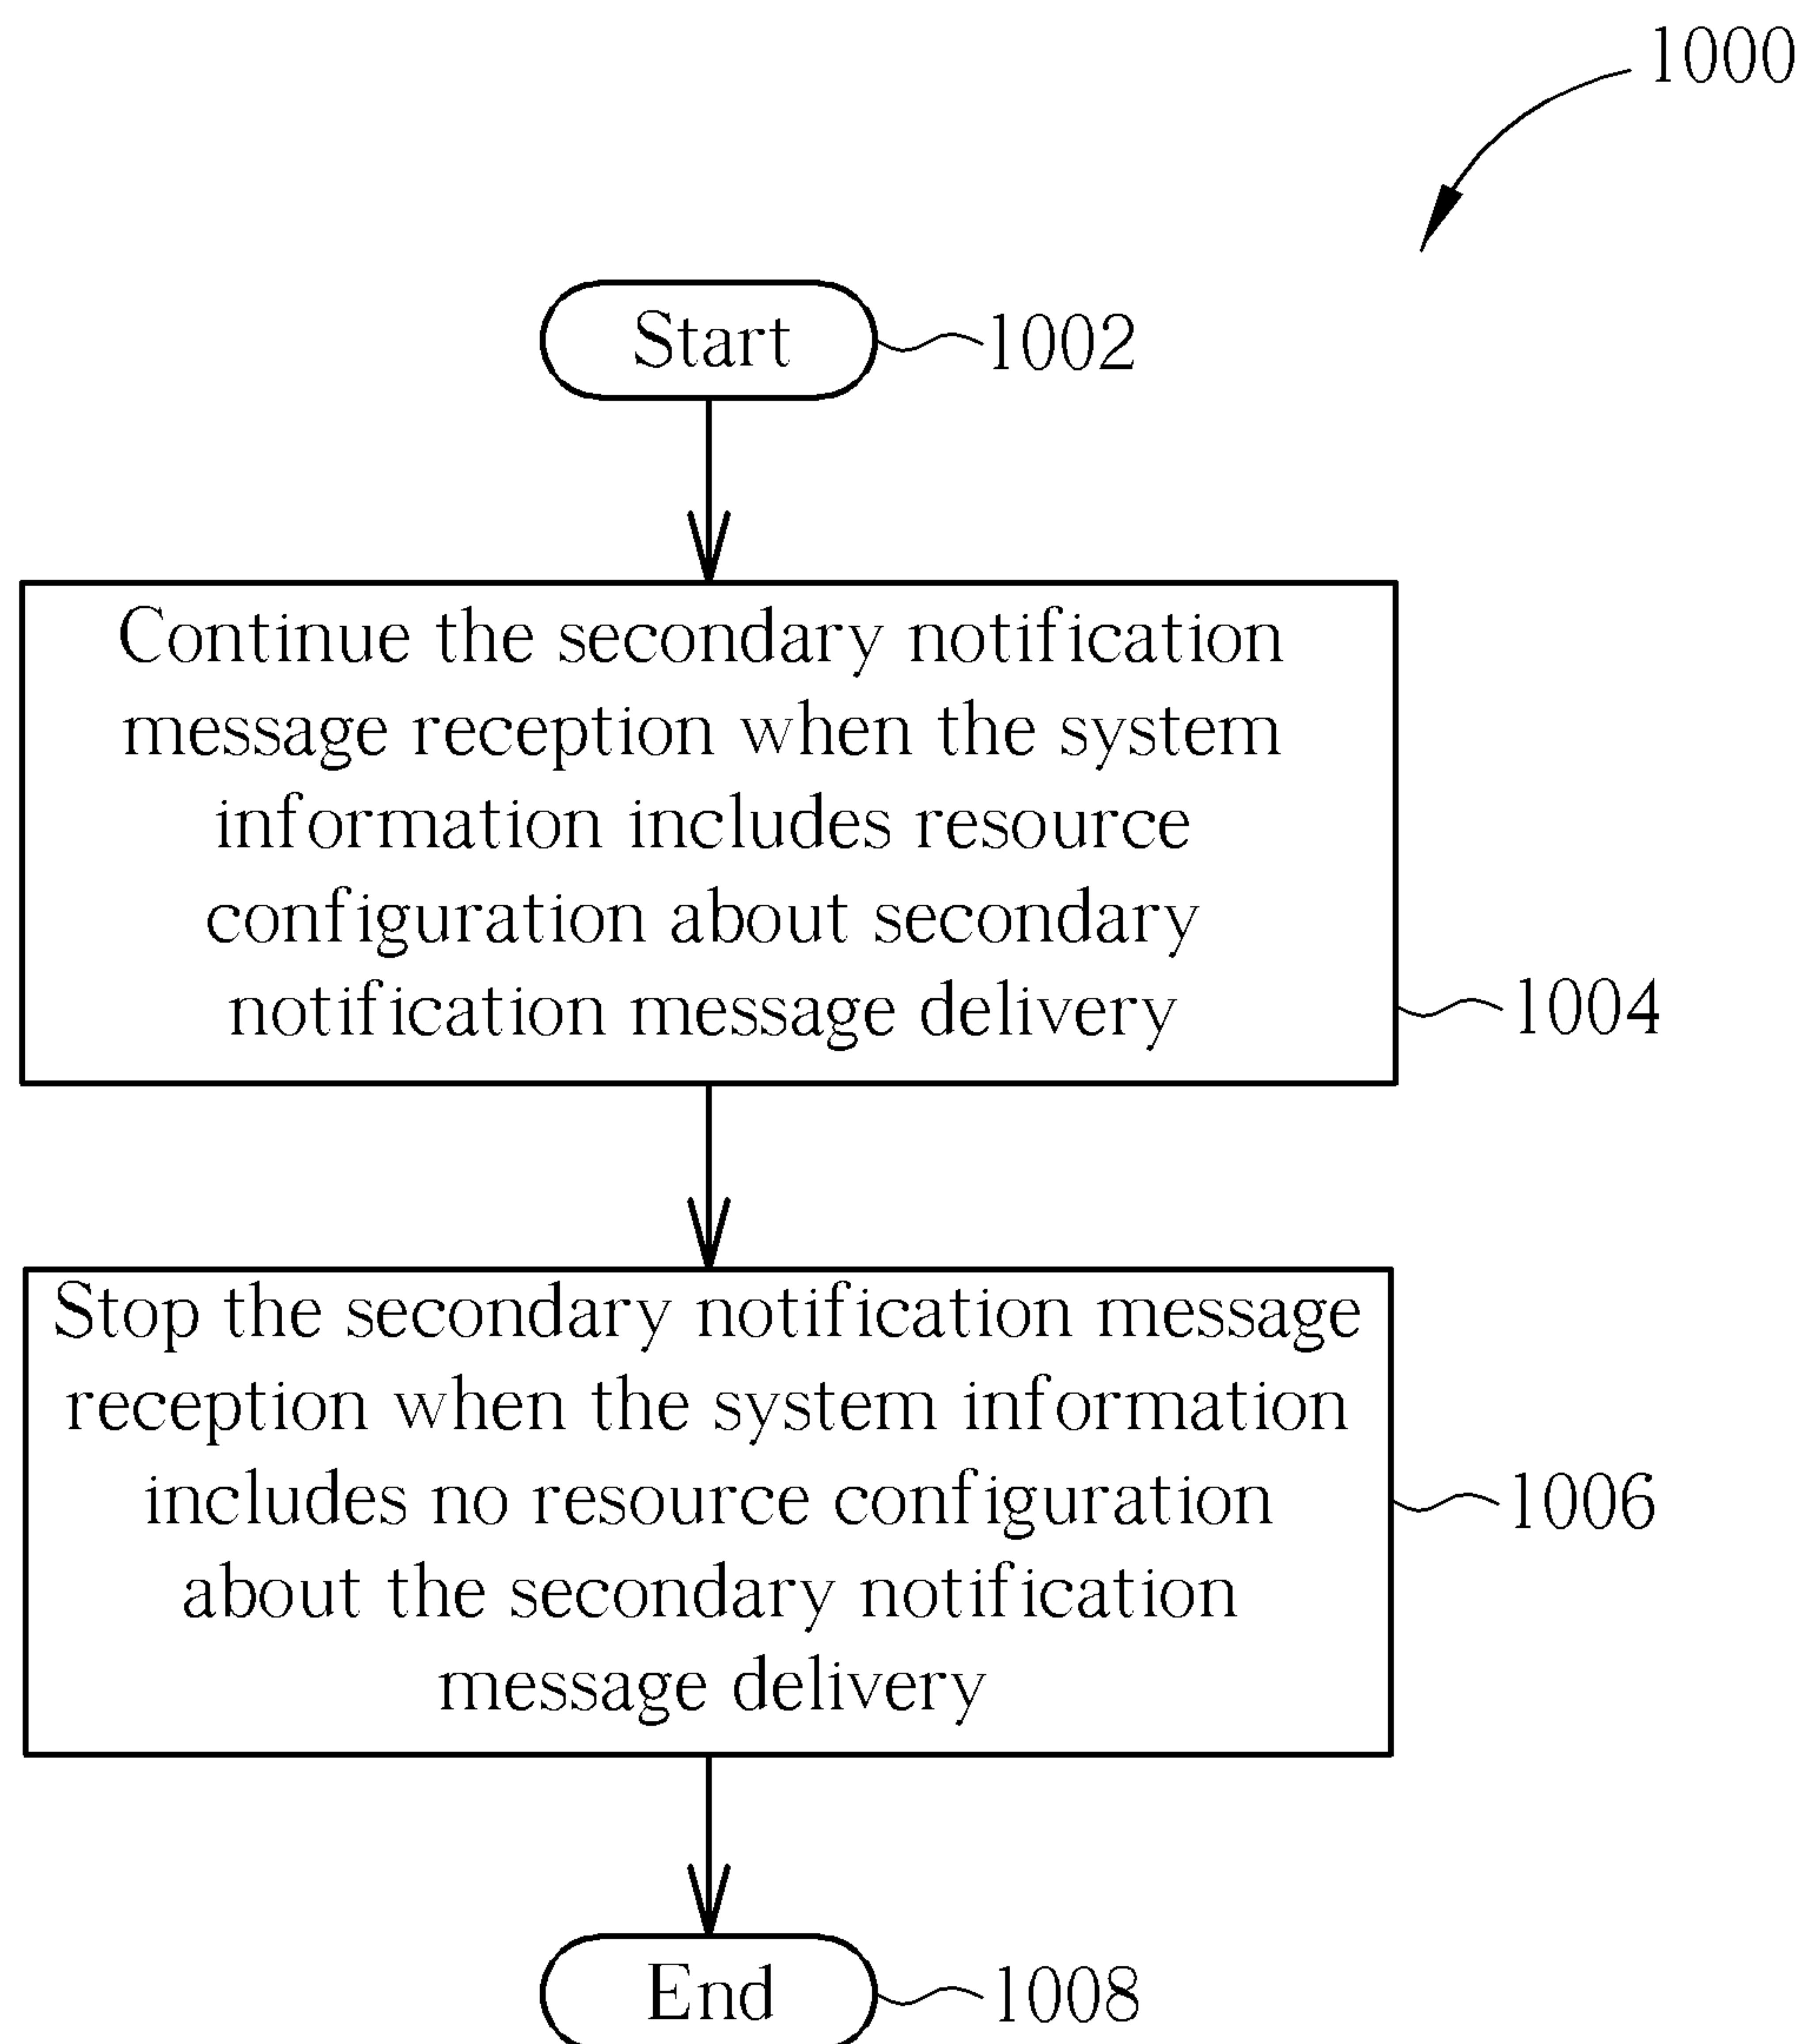 1000
Start
1002
Continue the secondary notification
message reception when the system
information includes resource
configuration about secondary
notification message delivery
1004
Stop the secondary notification message
reception when the system information
includes no resource configuration
about the secondary notification
message delivery
1006
End
1008